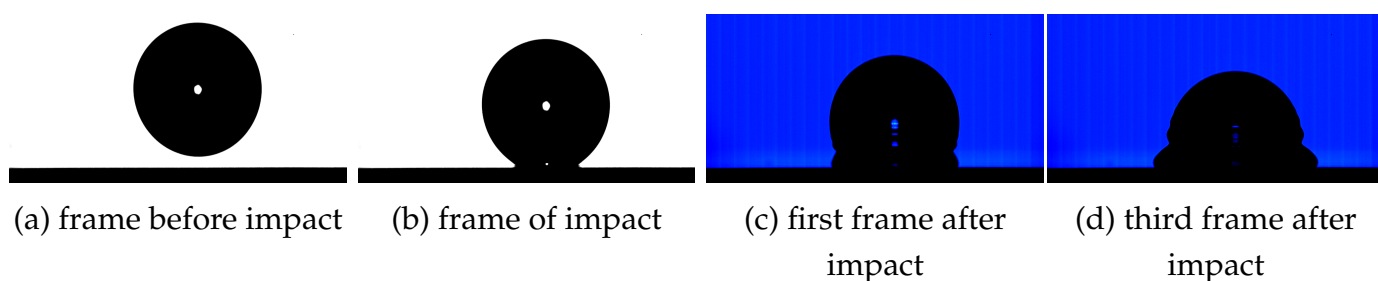 (a) frame before impact
(b) frame of impact
(c) first frame after
impact
(d) third frame after
impact